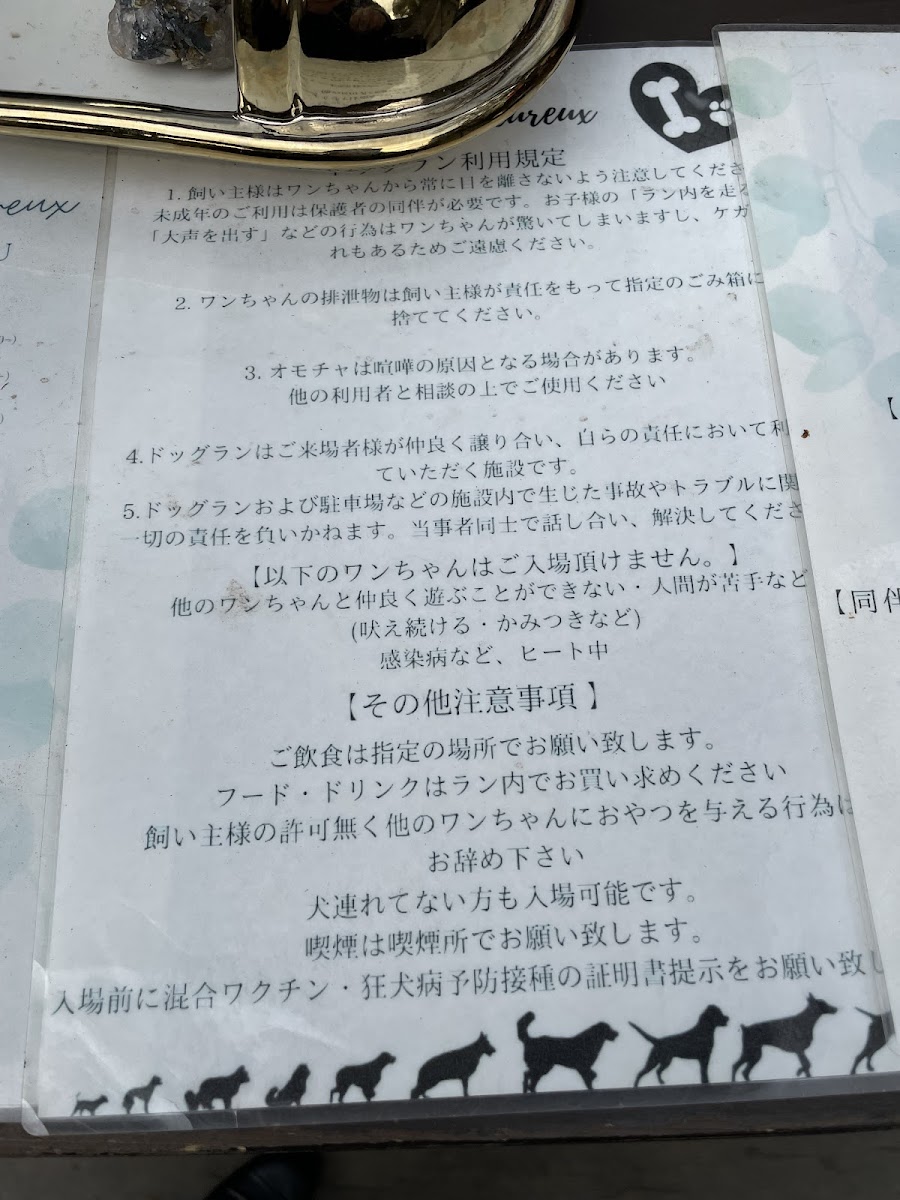 reux
ラン利用規定
1. 飼い主様はワンちゃんから常に目を離さないよう注意してくださ
未成年のご利用は保護者の同伴が必要です。お子様の「ラン内を走
「大声を出す」などの行為はワンちゃんが驚いてしまいますし、ケガ
れもあるためご遠慮ください。
2. ワンちゃんの排泄物は飼い主様が責任をもって指定のごみ箱に
捨ててください。
3. オモチャは喧嘩の原因となる場合があります。
他の利用者と相談の上でご使用ください
4.ドッグランはご来場者様が仲良く譲り合い、自らの責任において利
ていただく施設です。
5.ドッグランおよび駐車場などの施設内で生じた事故やトラブルに関
一切の責任を負いかねます。当事者同士で話し合い、解決してくださ
【以下のワンちゃんはご入場頂けません。】
他のワンちゃんと仲良く遊ぶことができない・人間が苦手など
(吠え続ける・かみつきなど)
感染病など、ヒート中
【その他注意事項】
ご飲食は指定の場所でお願い致します。
フード・ドリンクはラン内でお買い求めください
飼い主様の許可無く他のワンちゃんにおやつを与える行為は
お辞め下さい
犬連れてない方も入場可能です。
喫煙は喫煙所でお願い致します。
入場前に混合ワクチン・狂犬病予防接種の証明書提示をお願い致し
reux
【
【同伴